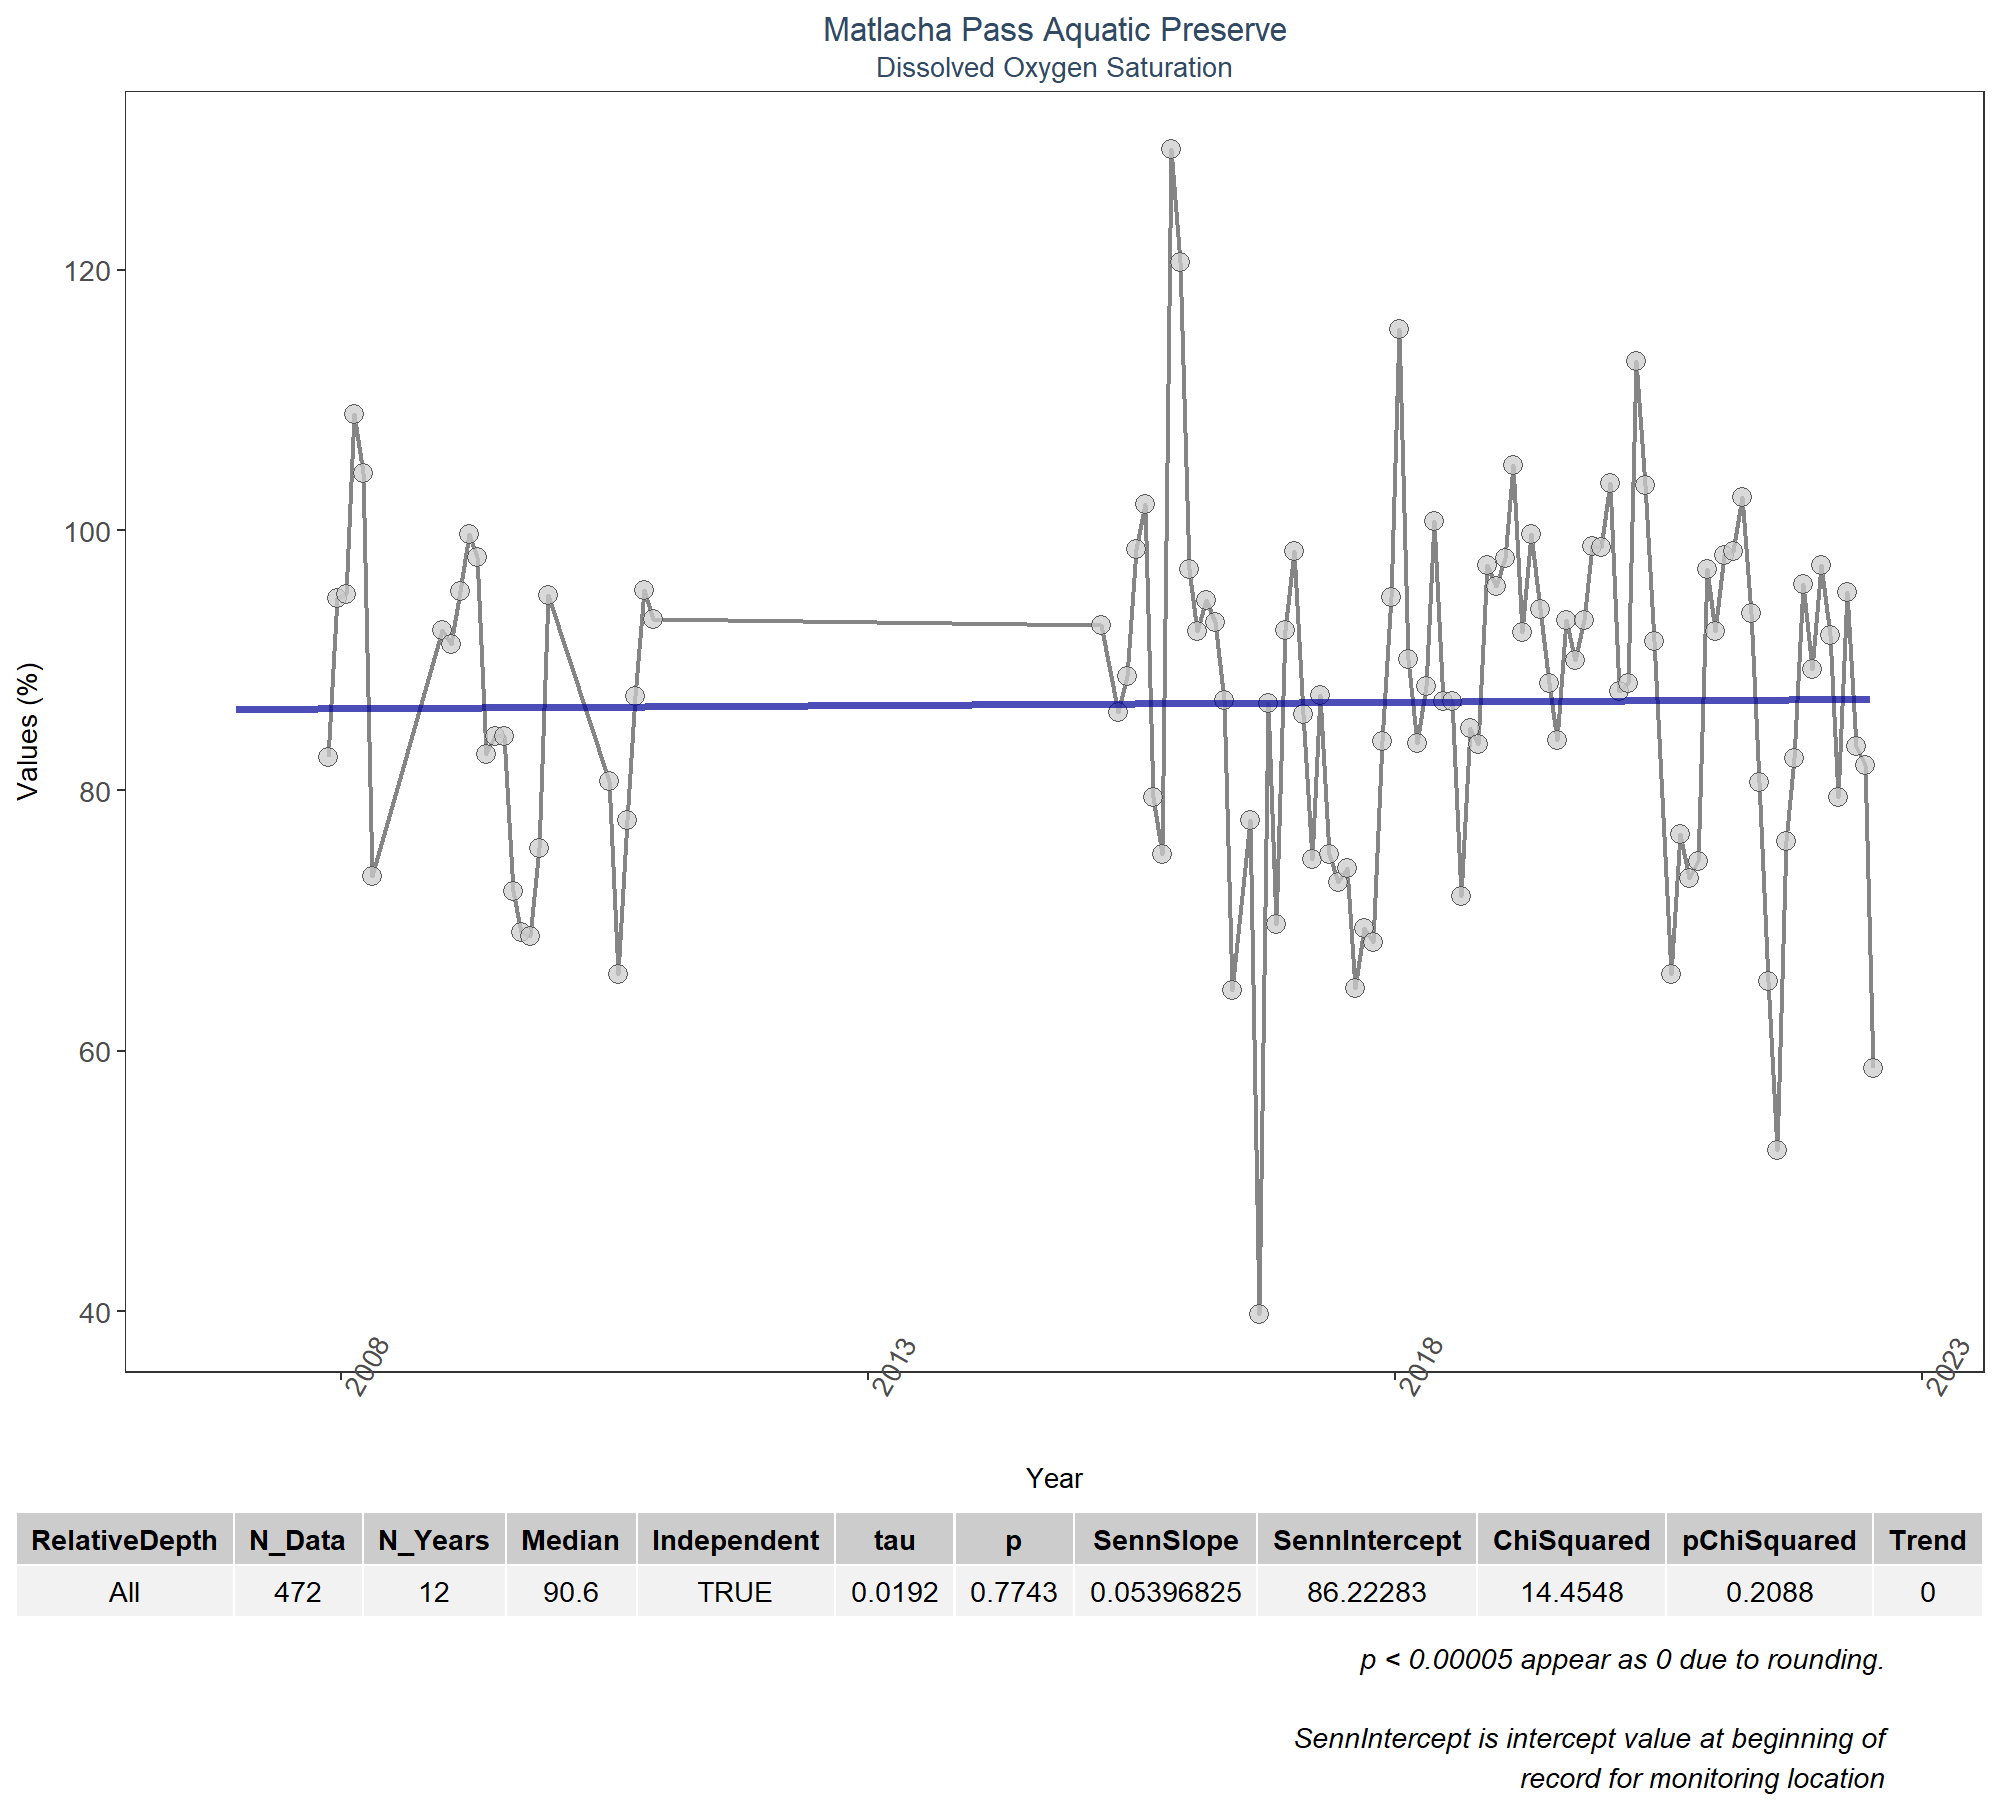 Matlacha Pass Aquatic Preserve
Dissolved Oxygen Saturation
Values (%)
120
100
80
60
40
2008
2013
2018
2023
Year
RelativeDepth N_Data N_Years Median Independent tau p SennSlope SennIntercept ChiSquared pChiSquared Trend
All 472 12 90.6 TRUE 0.0192 0.7743 0.05396825 86.22283 14.4548 0.2088 0
p < 0.00005 appear as 0 due to rounding.
SennIntercept is intercept value at beginning of
record for monitoring location